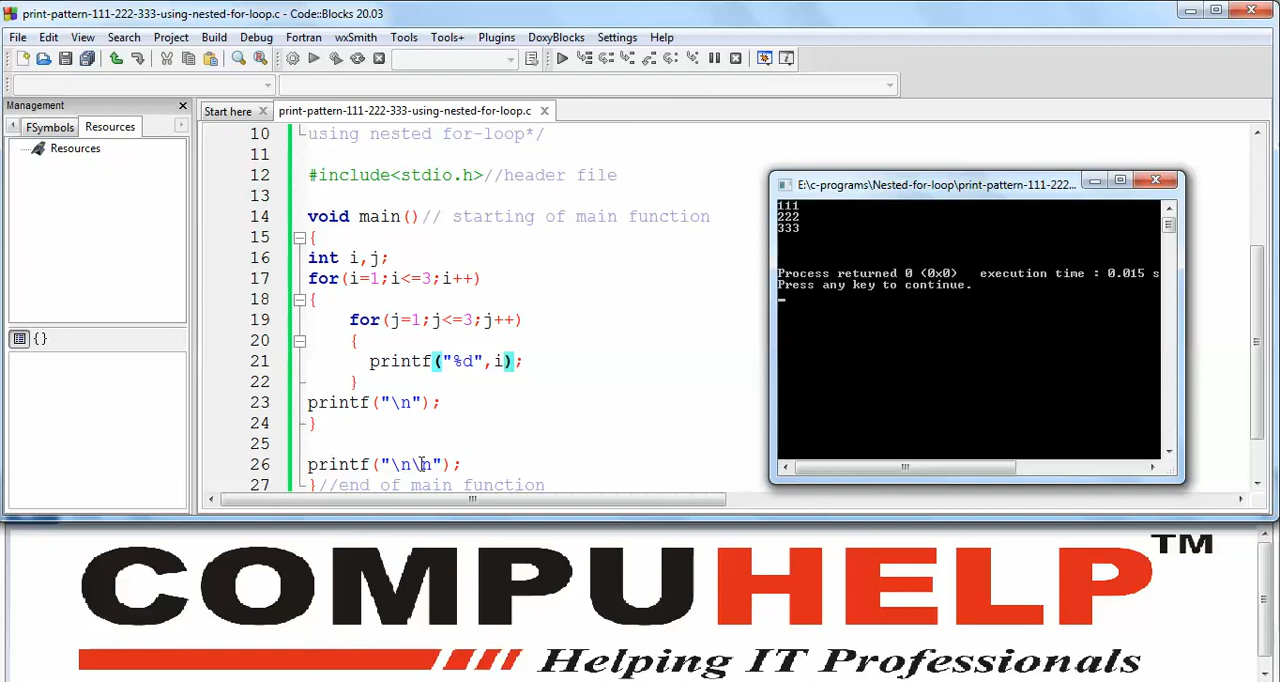 print-pattern-111-222-333-using-nested-for-loop.c - Code::Blocks 20.03
File Edit View Search Project Build Debug Fortran wxSmith Tools Tools+ Plugins DoxyBlocks Settings Help
Management
Start here print-pattern-111-222-333-using-nested-for-loop.c
FSymbols Resources
Resources
{}
10 using nested for-loop*/
11
12 #include<stdio.h>//header file
13
14 void main()// starting of main function
15 {
16 int i,j;
17 for(i=1;i<=3;i++)
18 {
19 for(j=1;j<=3;j++)
20 {
21 printf("%d",i);
22 }
23 printf("\n");
24 }
25
26 printf("\n\n");
27 }//end of main function
E:\c-programs\Nested-for-loop\print-pattern-111-222...
111
222
333
Process returned 0 (0x0) execution time : 0.015 s
Press any key to continue.
COMPUHELP™
Helping IT Professionals